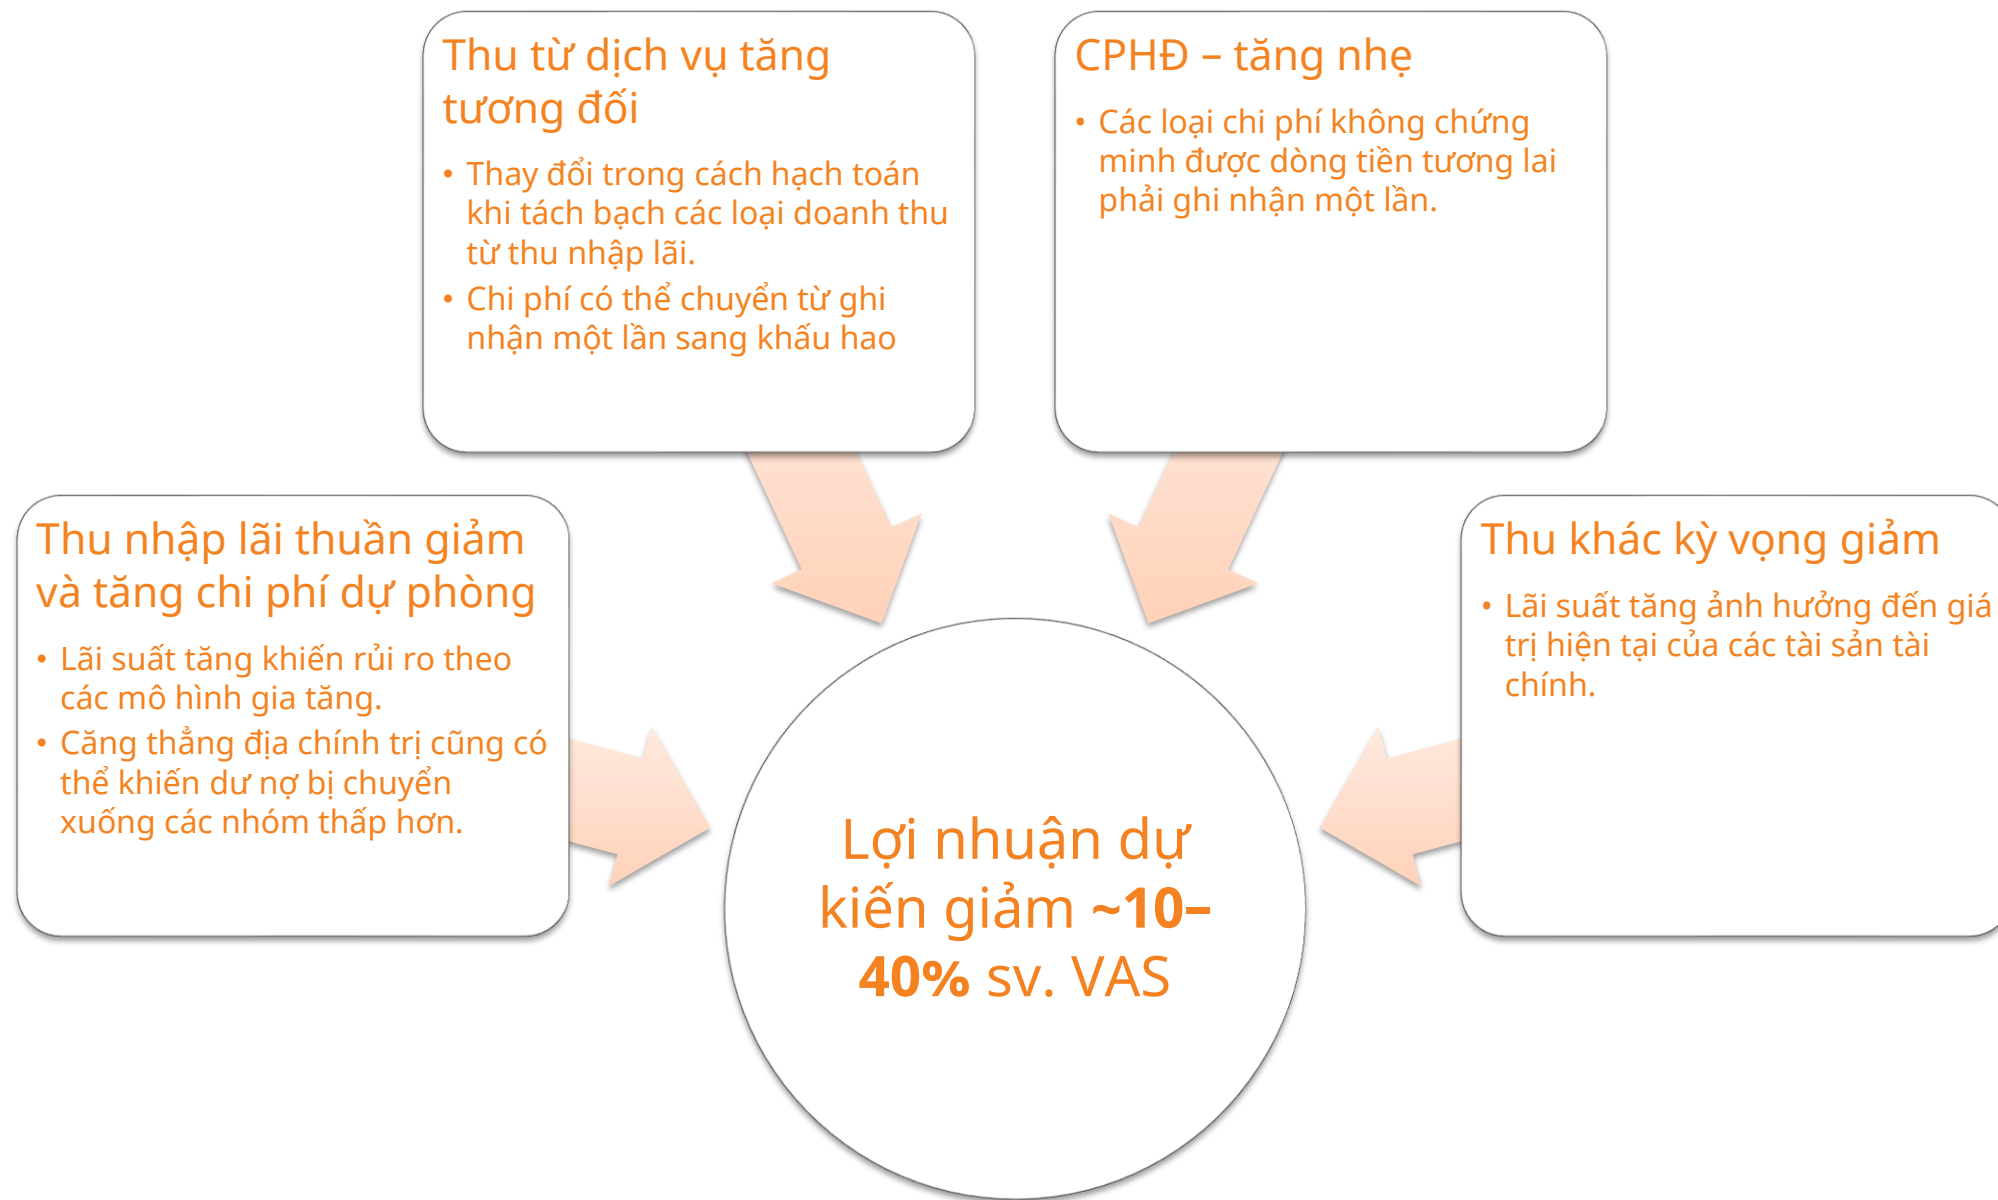 Thu từ dịch vụ tăng
tương đối
• Thay đổi trong cách hạch toán
khi tách bạch các loại doanh thu
từ thu nhập lãi.
• Chi phí có thể chuyển từ ghi
nhận một lần sang khấu hao
CPHĐ – tăng nhẹ
• Các loại chi phí không chứng
minh được dòng tiền tương lai
phải ghi nhận một lần.
Thu nhập lãi thuần giảm
và tăng chi phí dự phòng
• Lãi suất tăng khiến rủi ro theo
các mô hình gia tăng.
• Căng thẳng địa chính trị cũng có
thể khiến dư nợ bị chuyển
xuống các nhóm thấp hơn.
Thu khác kỳ vọng giảm
• Lãi suất tăng ảnh hưởng đến giá
trị hiện tại của các tài sản tài
chính.
Lợi nhuận dự
kiến giảm ~10–
40% sv. VAS